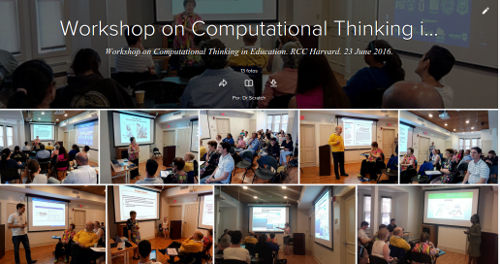 Workshop on Computational Thinking i...
Workshop on Computational Thinking in Education. RCC Harvard. 23 June 2016.
13 fotos
Por: Dr Scratch